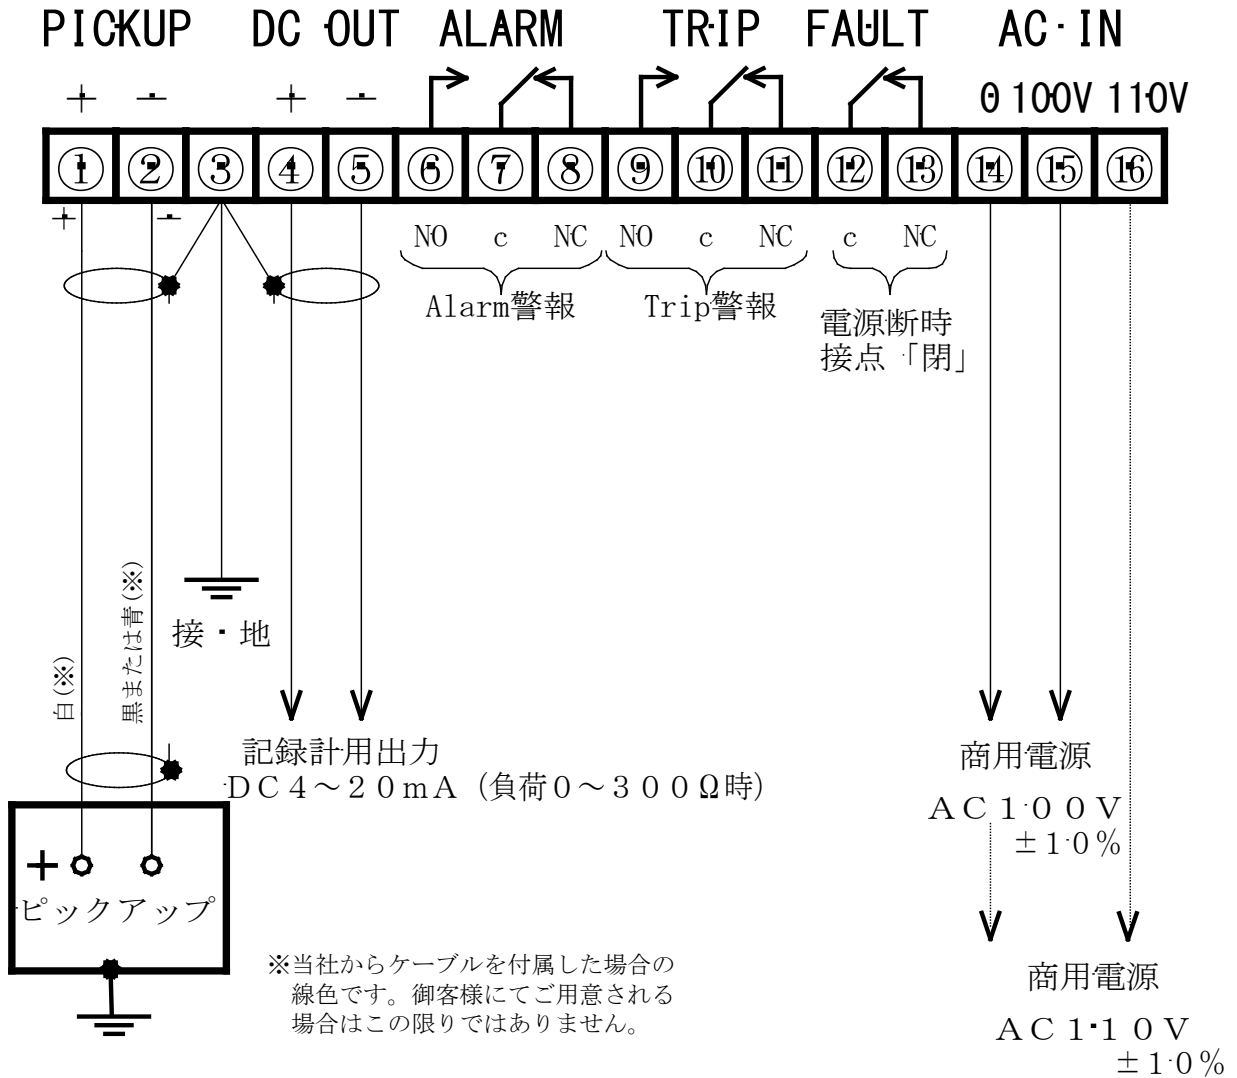 PICKUP DC OUT ALARM TRIP FAULT AC IN
＋ － ＋ － 0 100V 110V
① ② ③ ④ ⑤ ⑥ ⑦ ⑧ ⑨ ⑩ ⑪ ⑫ ⑬ ⑭ ⑮ ⑯
＋ －
NO c NC NO c NC c NC
Alarm警報 Trip警報
電源断時
接点「閉」
接・地
白(※)
黒または青(※)
記録計用出力
DC4～20mA (負荷0～300Ω時)
商用電源
AC100V
±10%
＋
ピックアップ
※当社からケーブルを付属した場合の
線色です。御客様にてご用意される
場合はこの限りではありません。
商用電源
AC110V
±10%